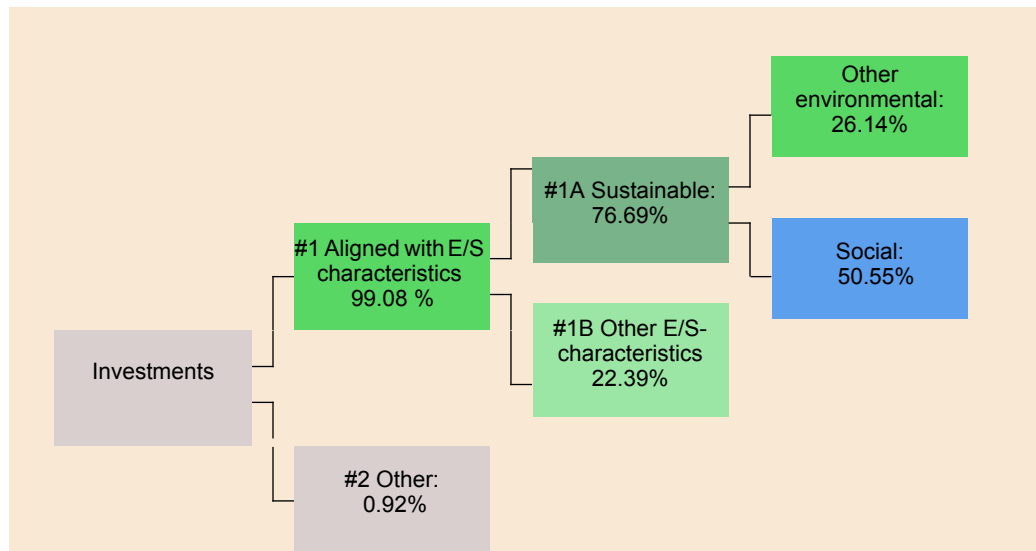 Other
environmental:
26.14%
#1A Sustainable:
76.69%
#1 Aligned with E/S
characteristics
99.08 %
Social:
50.55%
#1B Other E/S-
characteristics
22.39%
Investments
#2 Other:
0.92%